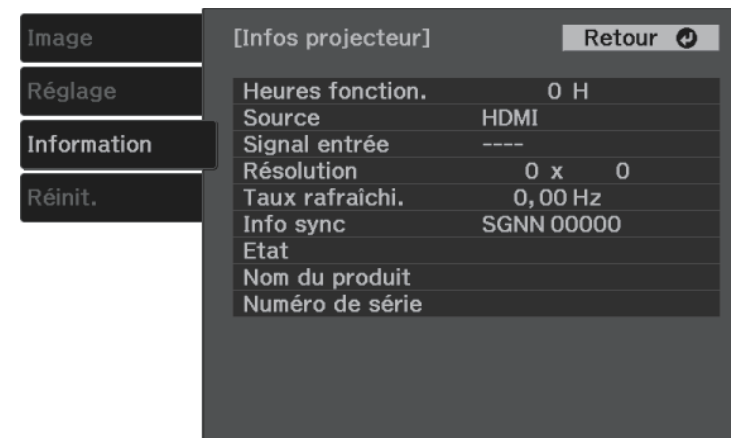 Image
Réglage
Information
Réinit.
[Infos projecteur]
Retour
Heures fonction. 0 H
Source HDMI
Signal entrée ----
Résolution 0 x 0
Taux rafraîchi. 0,00 Hz
Info sync SGNN 00000
Etat
Nom du produit
Numéro de série